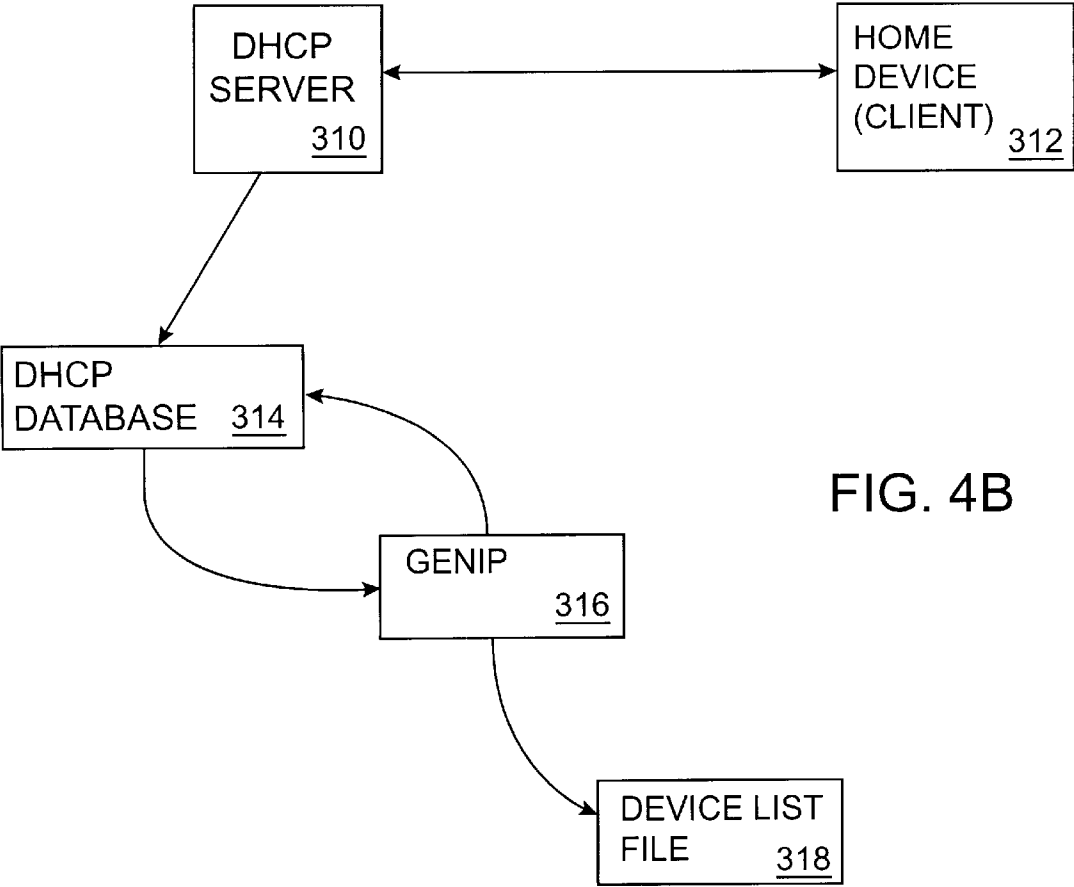 DHCP
SERVER
310
HOME
DEVICE
(CLIENT)
312
DHCP
DATABASE 314
FIG. 4B
GENIP
316
DEVICE LIST
FILE 318